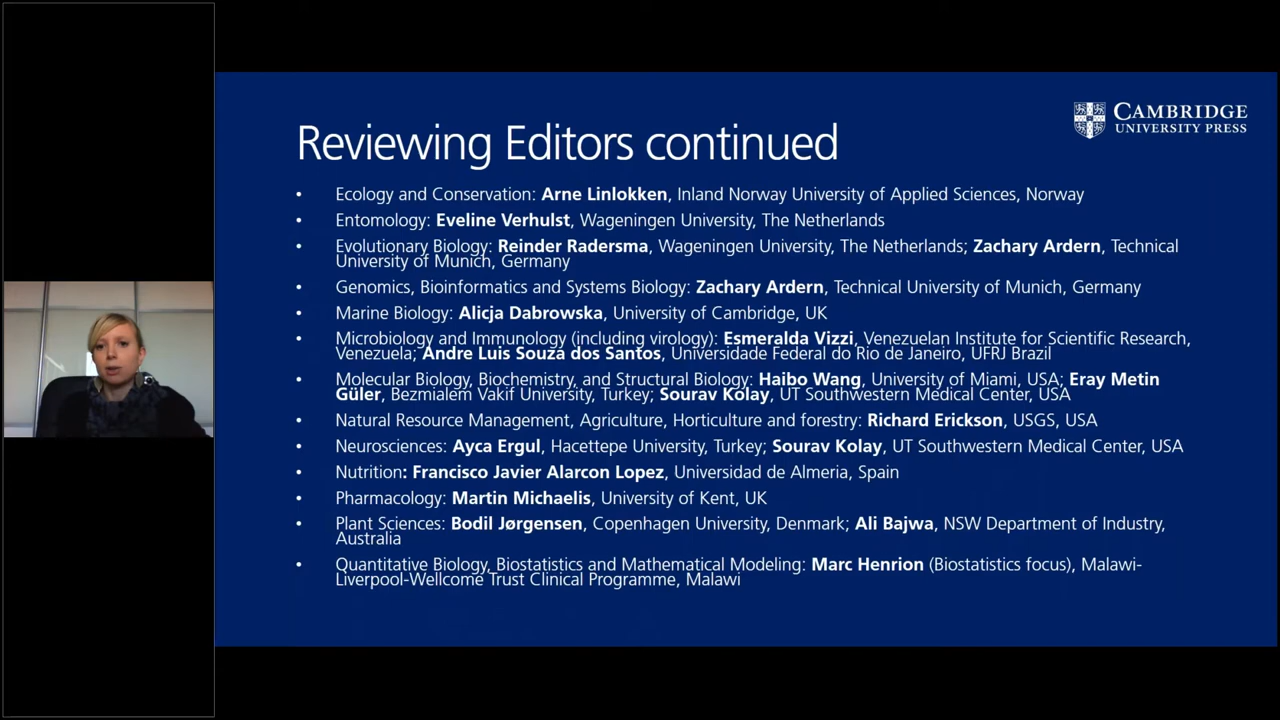 CAMBRIDGE
UNIVERSITY PRESS
Reviewing Editors continued
• Ecology and Conservation: Arne Linlokken, Inland Norway University of Applied Sciences, Norway
• Entomology: Eveline Verhulst, Wageningen University, The Netherlands
• Evolutionary Biology: Reinder Radersma, Wageningen University, The Netherlands; Zachary Ardern, Technical
University of Munich, Germany
• Genomics, Bioinformatics and Systems Biology: Zachary Ardern, Technical University of Munich, Germany
• Marine Biology: Alicja Dabrowska, University of Cambridge, UK
• Microbiology and Immunology (including virology): Esmeralda Vizzi, Venezuelan Institute for Scientific Research,
Venezuela; Andre Luis Souza dos Santos, Universidade Federal do Rio de Janeiro, UFRJ Brazil
• Molecular Biology, Biochemistry, and Structural Biology: Haibo Wang, University of Miami, USA; Eray Metin
Güler, Bezmialem Vakif University, Turkey; Sourav Kolay, UT Southwestern Medical Center, USA
• Natural Resource Management, Agriculture, Horticulture and forestry: Richard Erickson, USGS, USA
• Neurosciences: Ayca Ergul, Hacettepe University, Turkey; Sourav Kolay, UT Southwestern Medical Center, USA
• Nutrition: Francisco Javier Alarcon Lopez, Universidad de Almeria, Spain
• Pharmacology: Martin Michaelis, University of Kent, UK
• Plant Sciences: Bodil Jørgensen, Copenhagen University, Denmark; Ali Bajwa, NSW Department of Industry,
Australia
• Quantitative Biology, Biostatistics and Mathematical Modeling: Marc Henrion (Biostatistics focus), Malawi-
Liverpool-Wellcome Trust Clinical Programme, Malawi